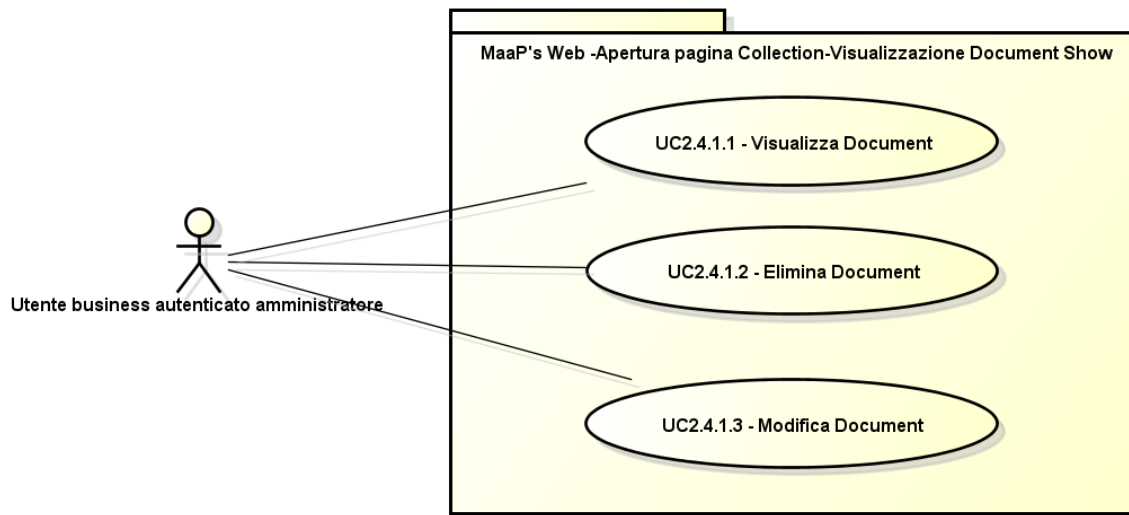 MaaP's Web -Apertura pagina Collection-Visualizzazione Document Show
UC2.4.1.1 - Visualizza Document
UC2.4.1.2 - Elimina Document
Utente business autenticato amministratore
UC2.4.1.3 - Modifica Document